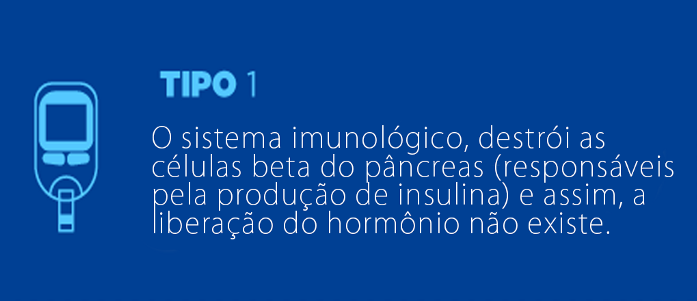 TIPO 1
O sistema imunológico, destrói as
células beta do pâncreas (responsáveis
pela produção de insulina) e assim, a
liberação do hormônio não existe.